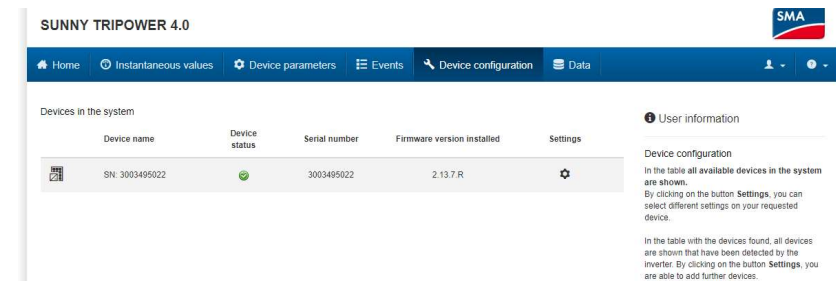 SUNNY TRIPOWER 4.0
SMA
Home Instantaneous values Device parameters Events Device configuration Data
Devices in the system
Device name Device status Serial number Firmware version installed Settings
SN: 3003495022 3003495022 2.13.7.R
User information
Device configuration
In the table all available devices in the system
are shown.
By clicking on the button Settings, you can
select different settings on your requested
device.
In the table with the devices found, all devices
are shown that have been detected by the
inverter. By clicking on the button Settings, you
are able to add further devices.